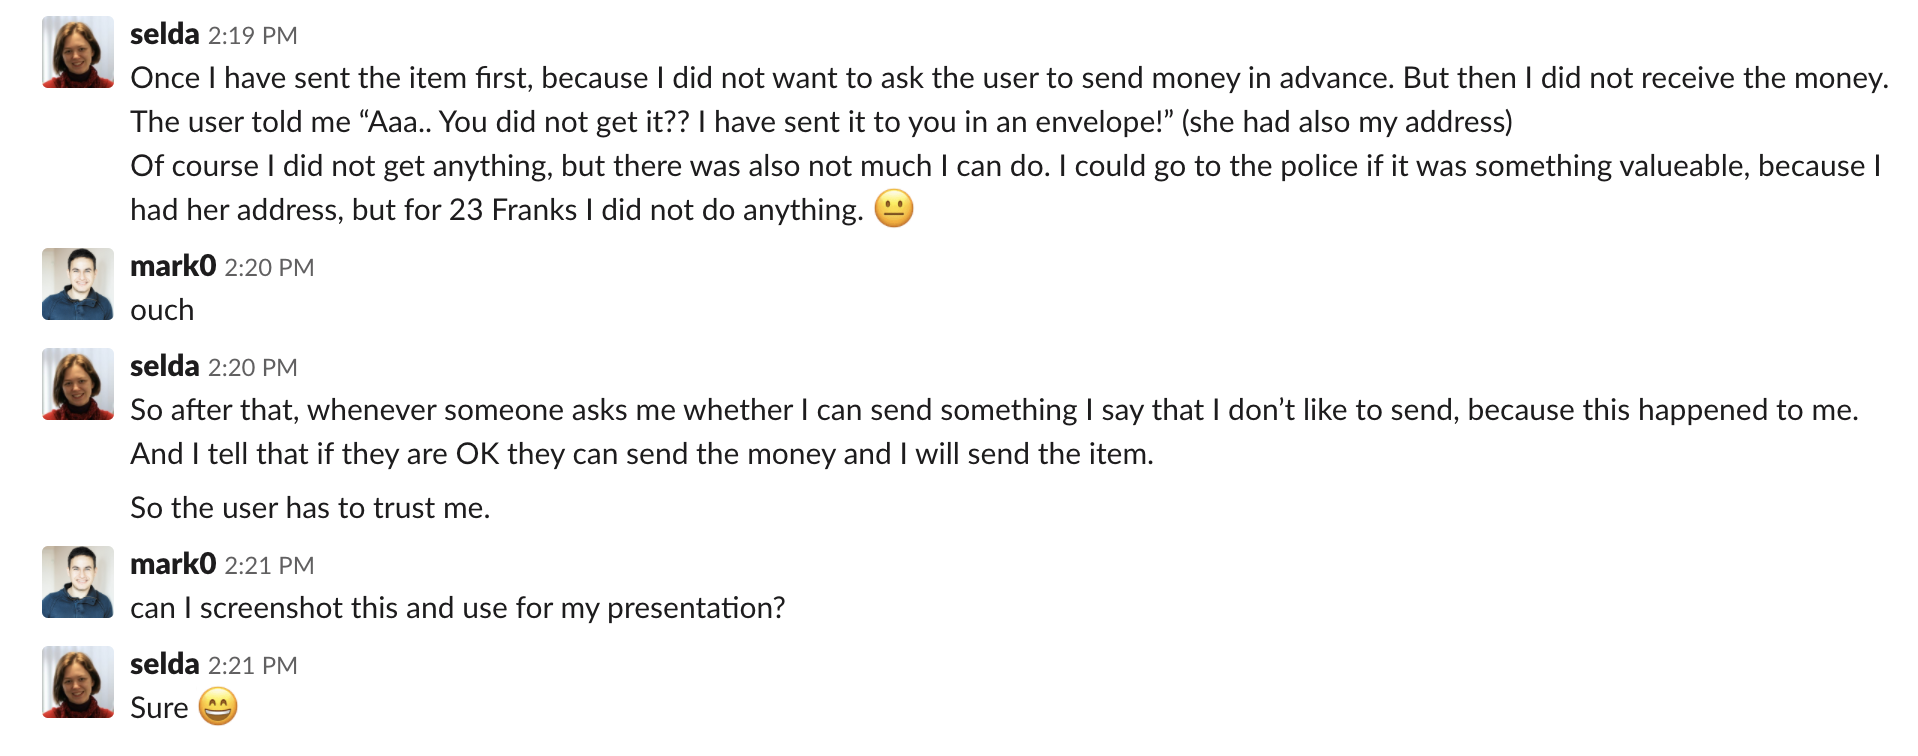 selda 2:19 PM
Once I have sent the item first, because I did not want to ask the user to send money in advance. But then I did not receive the money.
The user told me “Aaa.. You did not get it?? I have sent it to you in an envelope!” (she had also my address)
Of course I did not get anything, but there was also not much I can do. I could go to the police if it was something valueable, because I
had her address, but for 23 Franks I did not do anything. 😐
mark0 2:20 PM
ouch
selda 2:20 PM
So after that, whenever someone asks me whether I can send something I say that I don’t like to send, because this happened to me.
And I tell that if they are OK they can send the money and I will send the item.
So the user has to trust me.
mark0 2:21 PM
can I screenshot this and use for my presentation?
selda 2:21 PM
Sure 😄